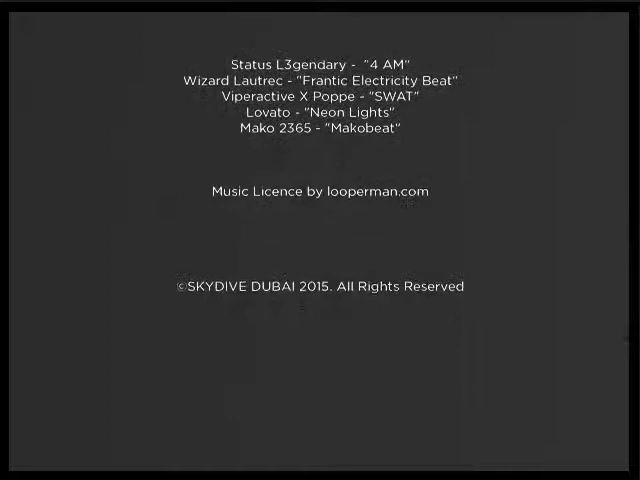 Status L3gendary - "4 AM"
Wizard Lautrec - "Frantic Electricity Beat"
Viperactive X Poppe - "SWAT"
Lovato - "Neon Lights"
Mako 2365 - "Makobeat"
Music Licence by looperman.com
©SKYDIVE DUBAI 2015. All Rights Reserved